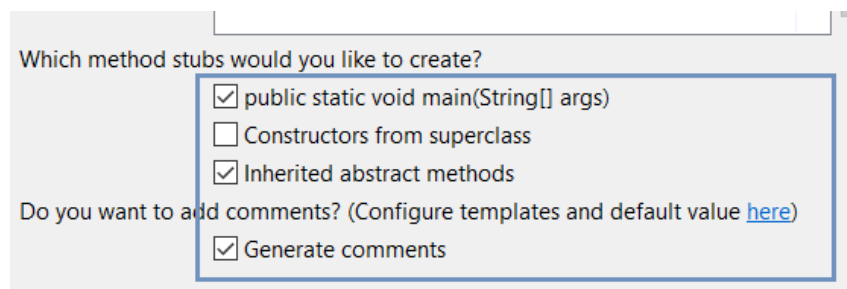 Which method stubs would you like to create?
public static void main(String[] args)
Constructors from superclass
Inherited abstract methods
Do you want to add comments? (Configure templates and default value here)
Generate comments